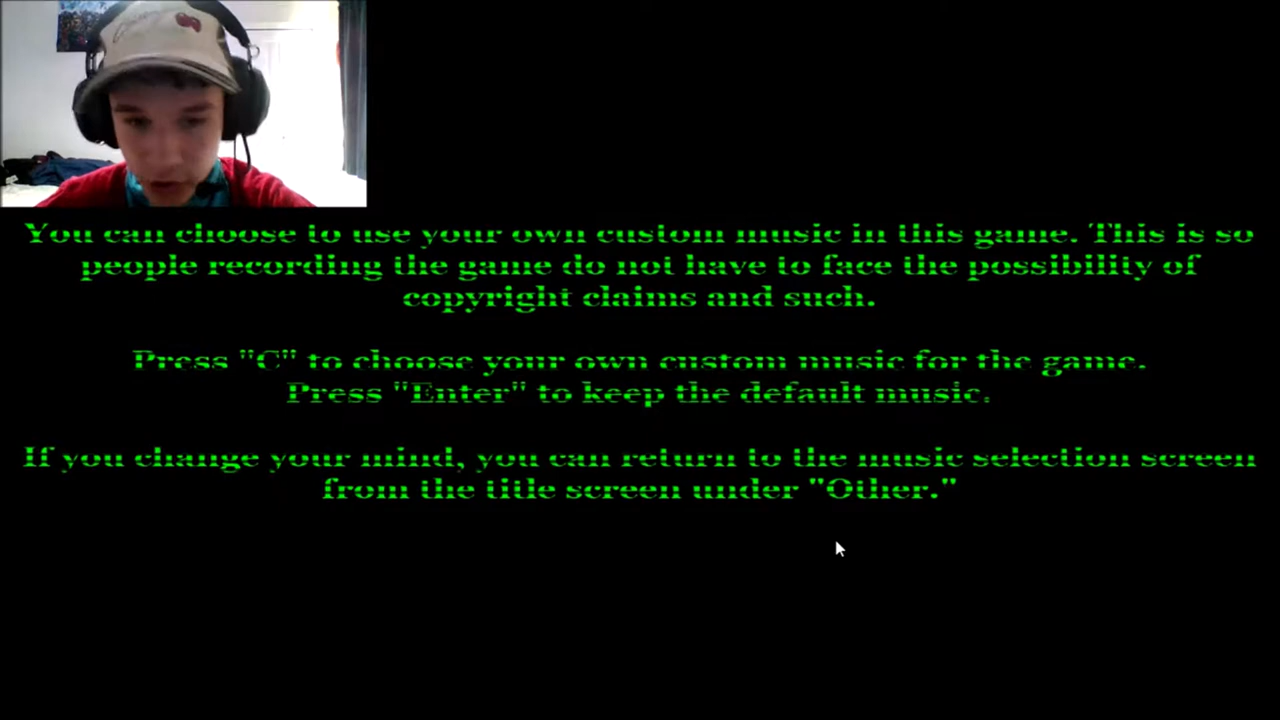 You can choose to use your own custom music in this game. This is so
people recording the game do not have to face the possibility of
copyright claims and such.
Press "C" to choose your own custom music for the game.
Press "Enter" to keep the default music.
If you change your mind, you can return to the music selection screen
from the title screen under "Other."